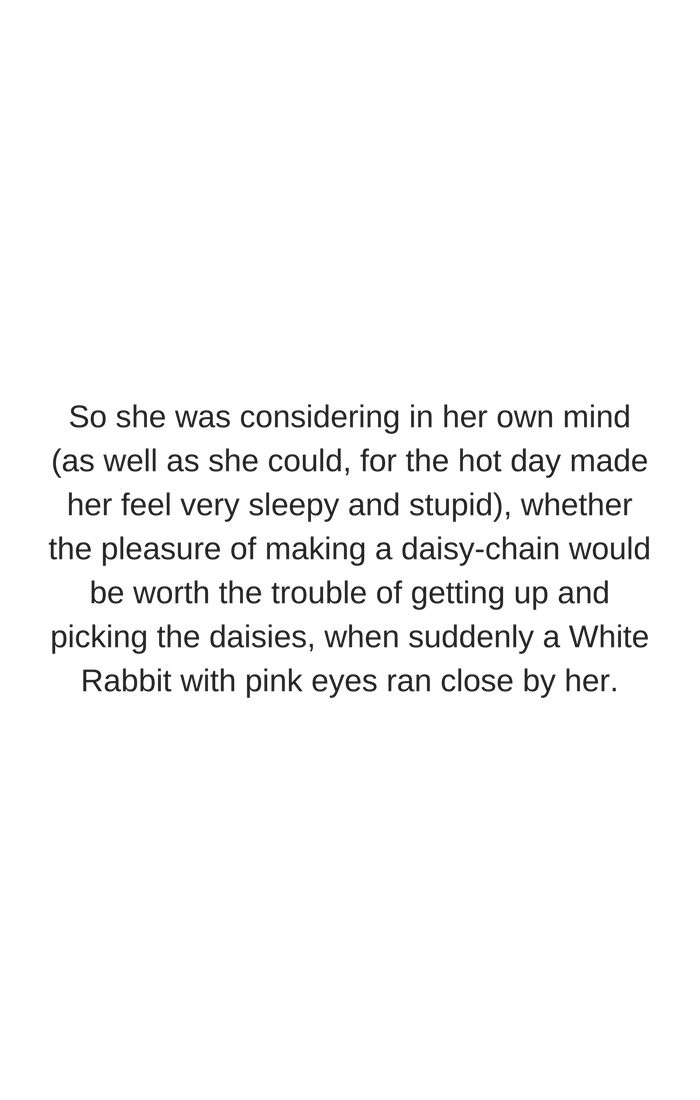 So she was considering in her own mind
(as well as she could, for the hot day made
her feel very sleepy and stupid), whether
the pleasure of making a daisy-chain would
be worth the trouble of getting up and
picking the daisies, when suddenly a White
Rabbit with pink eyes ran close by her.